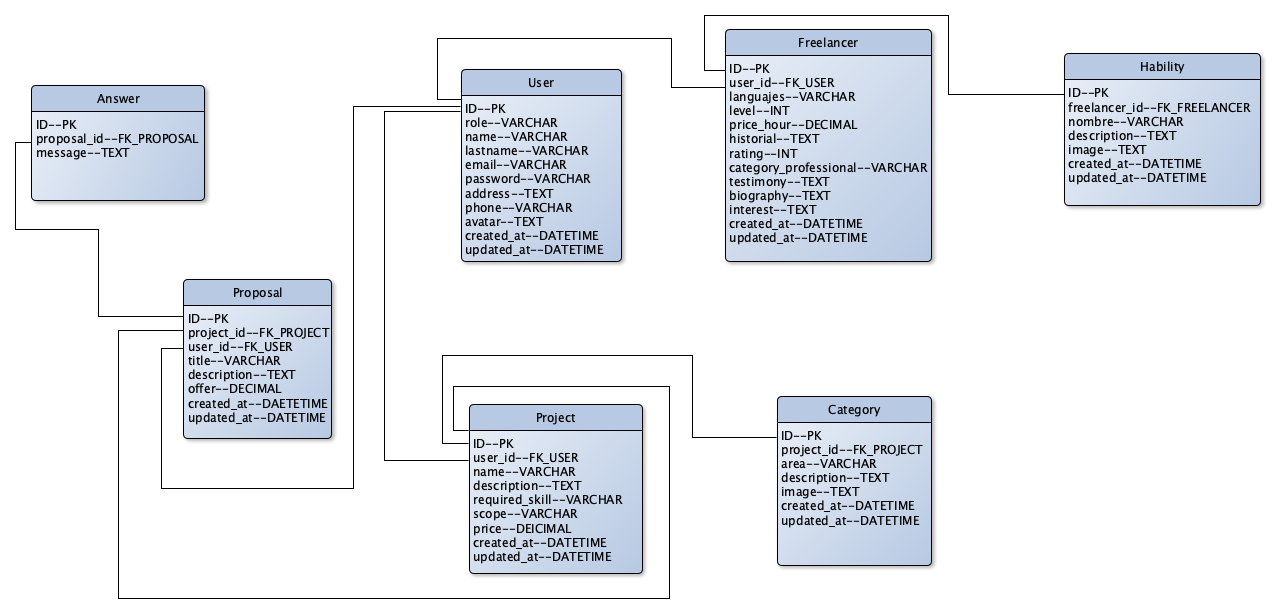 Answer
ID--PK
proposal_id--FK_PROPOSAL
message--TEXT
User
ID--PK
role--VARCHAR
name--VARCHAR
lastname--VARCHAR
email--VARCHAR
password--VARCHAR
address--TEXT
phone--VARCHAR
avatar--TEXT
created_at--DATETIME
updated_at--DATETIME
Freelancer
ID--PK
user_id--FK_USER
languajes--VARCHAR
level--INT
price_hour--DECIMAL
historial--TEXT
rating--INT
category_professional--VARCHAR
testimony--TEXT
biography--TEXT
interest--TEXT
created_at--DATETIME
updated_at--DATETIME
Hability
ID--PK
freelancer_id--FK_FREELANCER
nombre--VARCHAR
description--TEXT
image--TEXT
created_at--DATETIME
updated_at--DATETIME
Proposal
ID--PK
project_id--FK_PROJECT
user_id--FK_USER
title--VARCHAR
description--TEXT
offer--DECIMAL
created_at--DAETETIME
updated_at--DATETIME
Project
ID--PK
user_id--FK_USER
name--VARCHAR
description--TEXT
required_skill--VARCHAR
scope--VARCHAR
price--DEICIMAL
created_at--DATETIME
updated_at--DATETIME
Category
ID--PK
project_id--FK_PROJECT
area--VARCHAR
description--TEXT
image--TEXT
created_at--DATETIME
updated_at--DATETIME